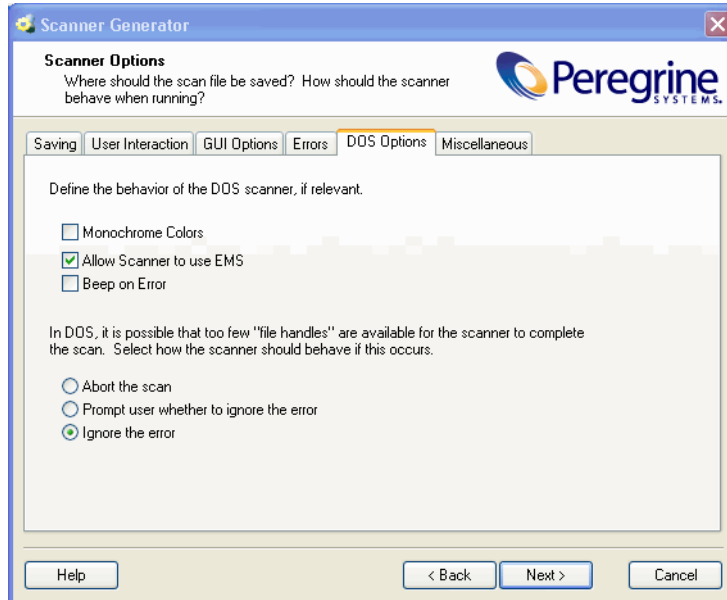 Scanner Generator
Scanner Options
Where should the scan file be saved? How should the scanner
behave when running?
Peregrine
SYSTEMS.
Saving
User Interaction
GUI Options
Errors
DOS Options
Miscellaneous
Define the behavior of the DOS scanner, if relevant.
Monochrome Colors
Allow Scanner to use EMS
Beep on Error
In DOS, it is possible that too few "file handles" are available for the scanner to complete
the scan. Select how the scanner should behave if this occurs.
Abort the scan
Prompt user whether to ignore the error
Ignore the error
Help
< Back
Next >
Cancel